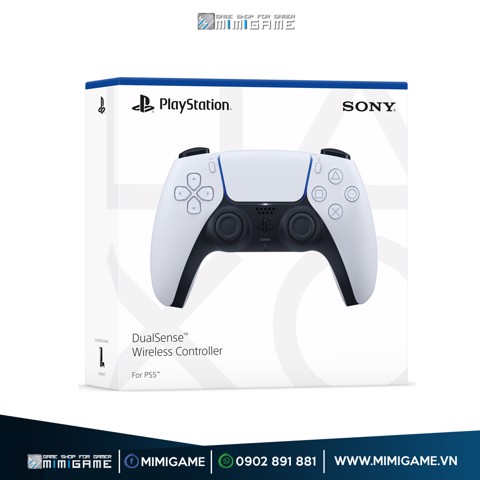 GAME SHOP FOR GAMER
MIMIGAME
PlayStation.
SONY.
DualSense™
Wireless Controller
For PS5™
GAME SHOP FOR GAMER
MIMIGAME
MIMIGAME
0902 891 881
WWW.MIMIGAME.VN